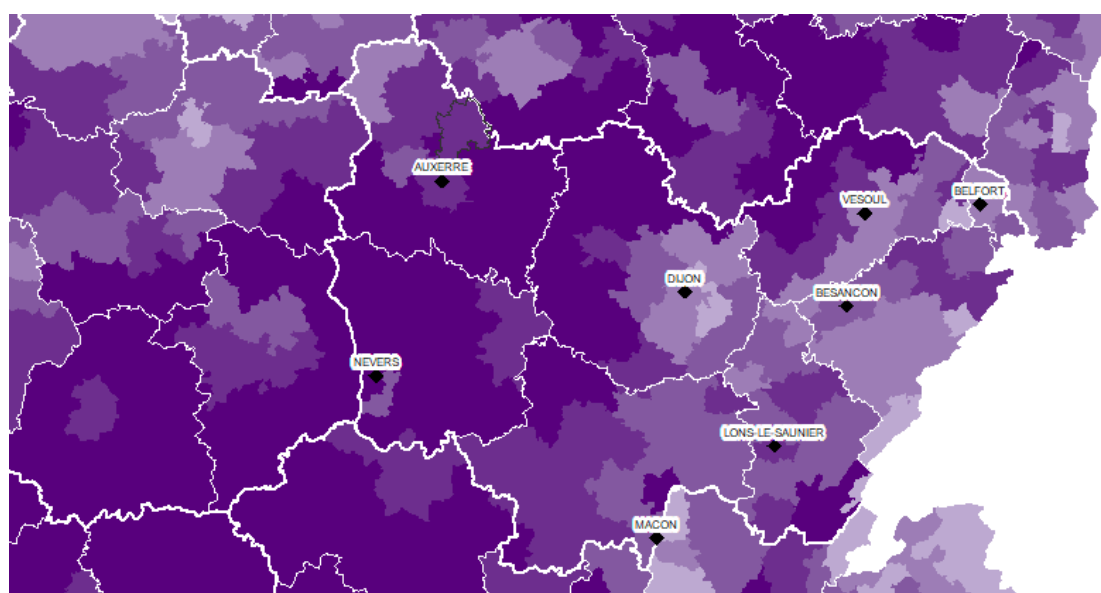 AUXERRE
BELFORT
VESOUL
DIJON
BESANCON
NEVERS
LONS-LE-SAUNIER
MACON